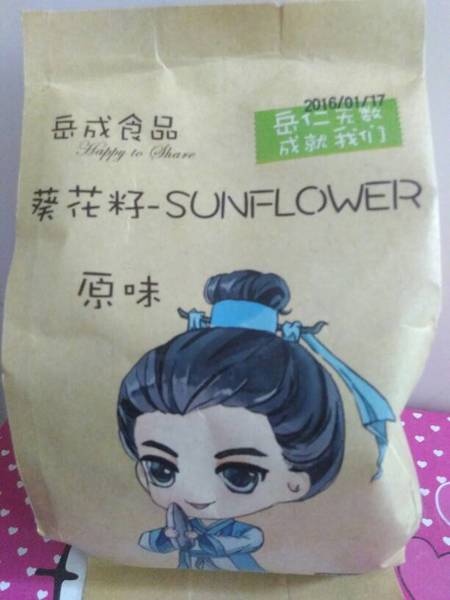 2016/01/17
岳仁无数
成就我们
岳成食品
Happy to Share
葵花籽-SUNFLOWER
原味